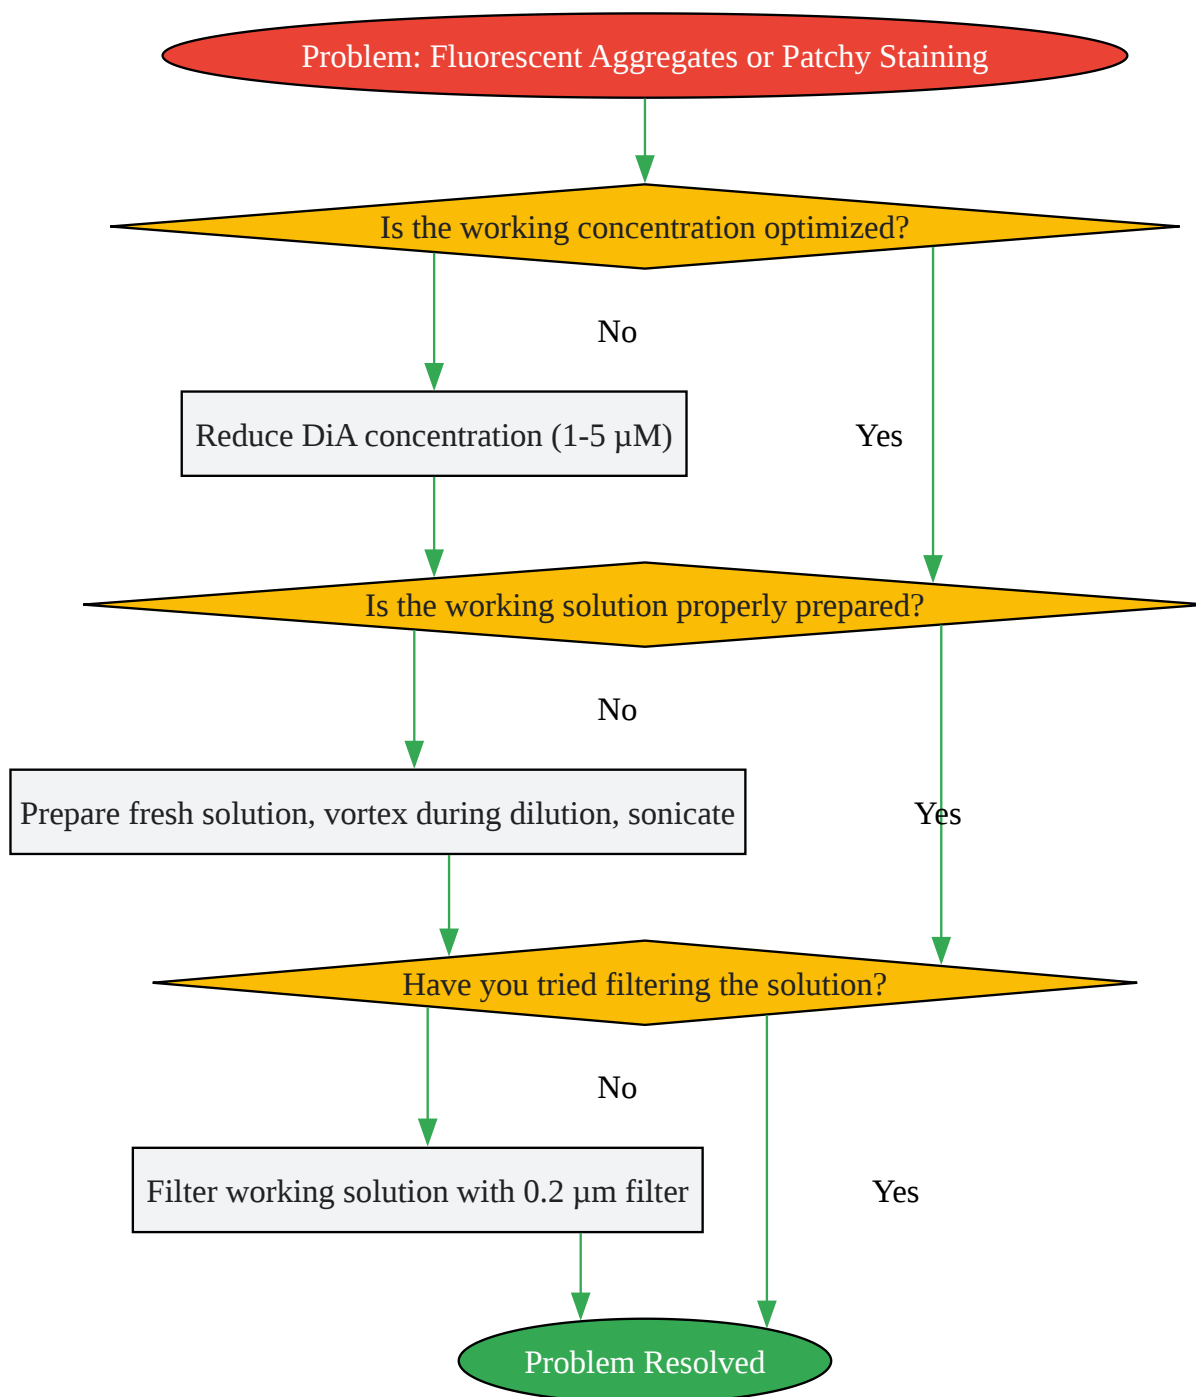 Problem: Fluorescent Aggregates or Patchy Staining
Is the working concentration optimized?
No
Reduce DiA concentration (1-5 µM)
Yes
Is the working solution properly prepared?
No
Prepare fresh solution, vortex during dilution, sonicate
Yes
Have you tried filtering the solution?
No
Filter working solution with 0.2 µm filter
Yes
Problem Resolved